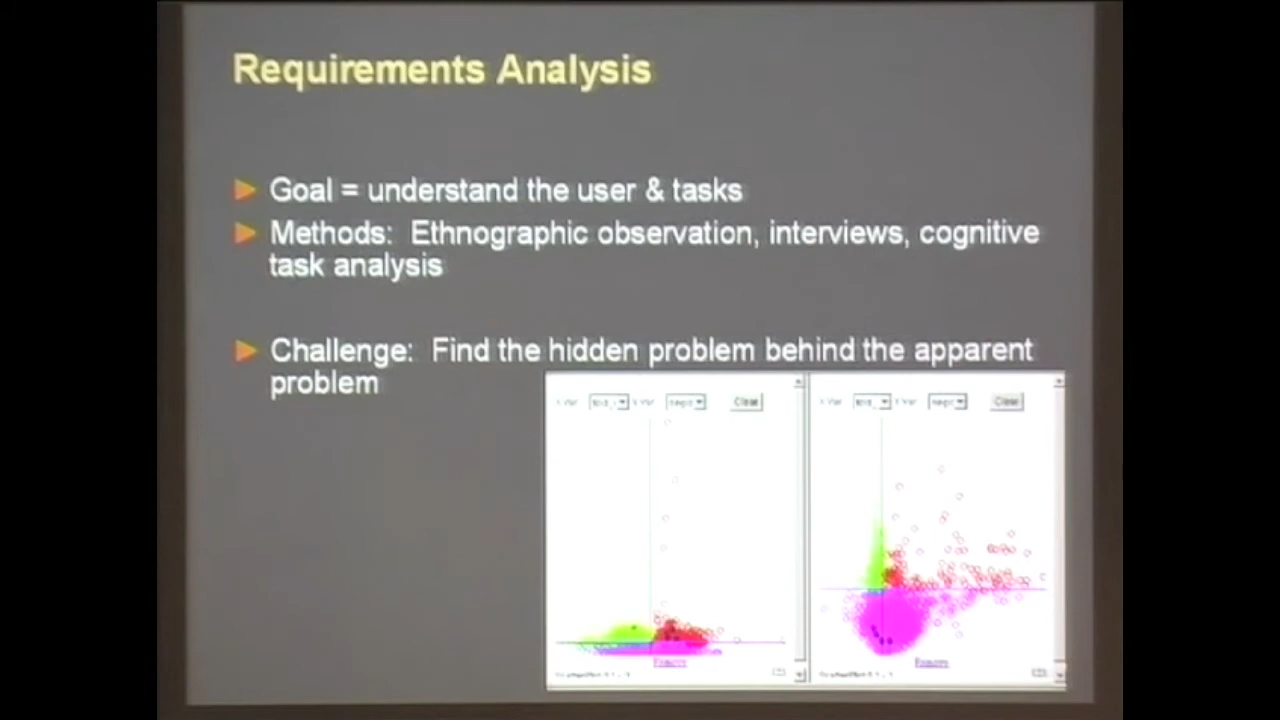 Requirements Analysis
Goal = understand the user & tasks
Methods: Ethnographic observation, interviews, cognitive
task analysis
Challenge: Find the hidden problem behind the apparent
problem
Clear
Clear